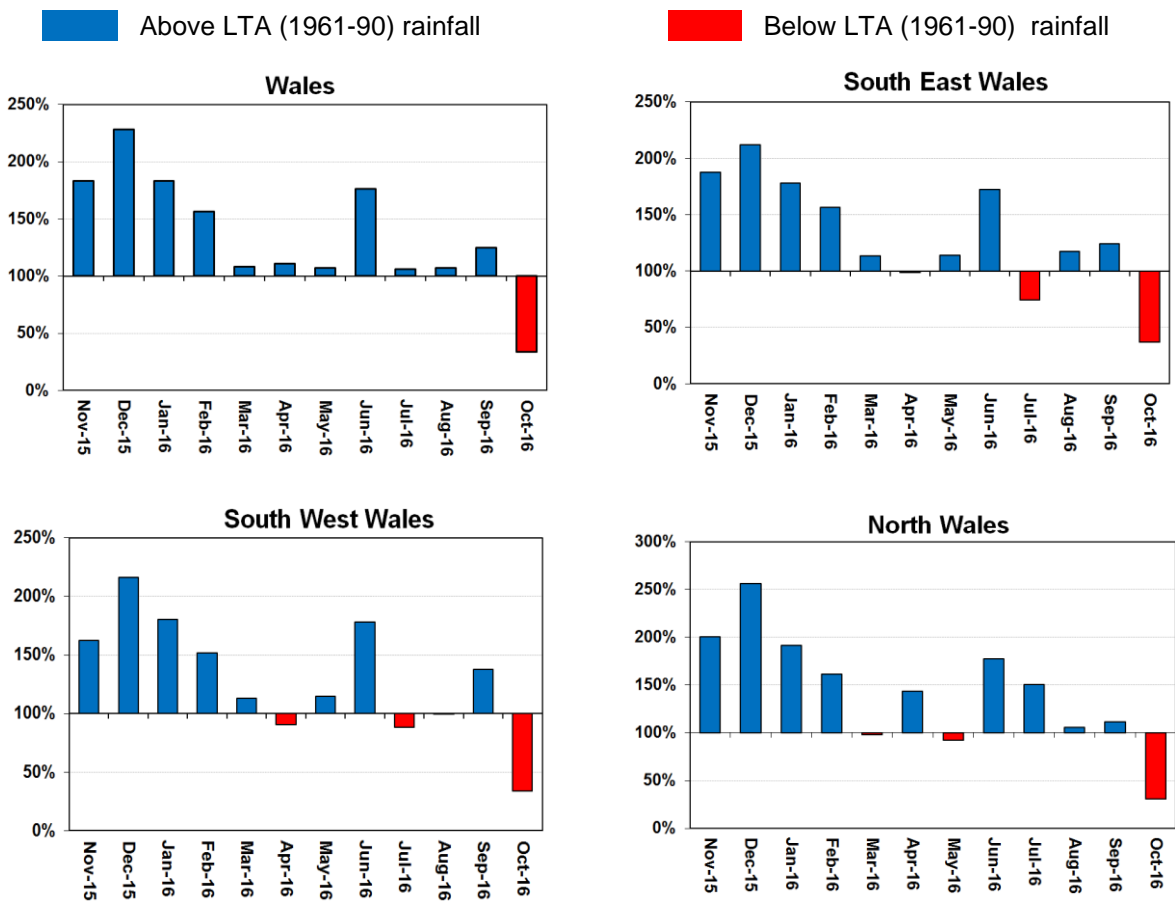 Above LTA (1961-90) rainfall
Below LTA (1961-90) rainfall
Wales
250%
200%
150%
100%
50%
0%
Nov-15
Dec-15
Jan-16
Feb-16
Mar-16
Apr-16
May-16
Jun-16
Jul-16
Aug-16
Sep-16
Oct-16
South East Wales
250%
200%
150%
100%
50%
0%
Nov-15
Dec-15
Jan-16
Feb-16
Mar-16
Apr-16
May-16
Jun-16
Jul-16
Aug-16
Sep-16
Oct-16
South West Wales
250%
200%
150%
100%
50%
0%
Nov-15
Dec-15
Jan-16
Feb-16
Mar-16
Apr-16
May-16
Jun-16
Jul-16
Aug-16
Sep-16
Oct-16
North Wales
300%
250%
200%
150%
100%
50%
0%
Nov-15
Dec-15
Jan-16
Feb-16
Mar-16
Apr-16
May-16
Jun-16
Jul-16
Aug-16
Sep-16
Oct-16